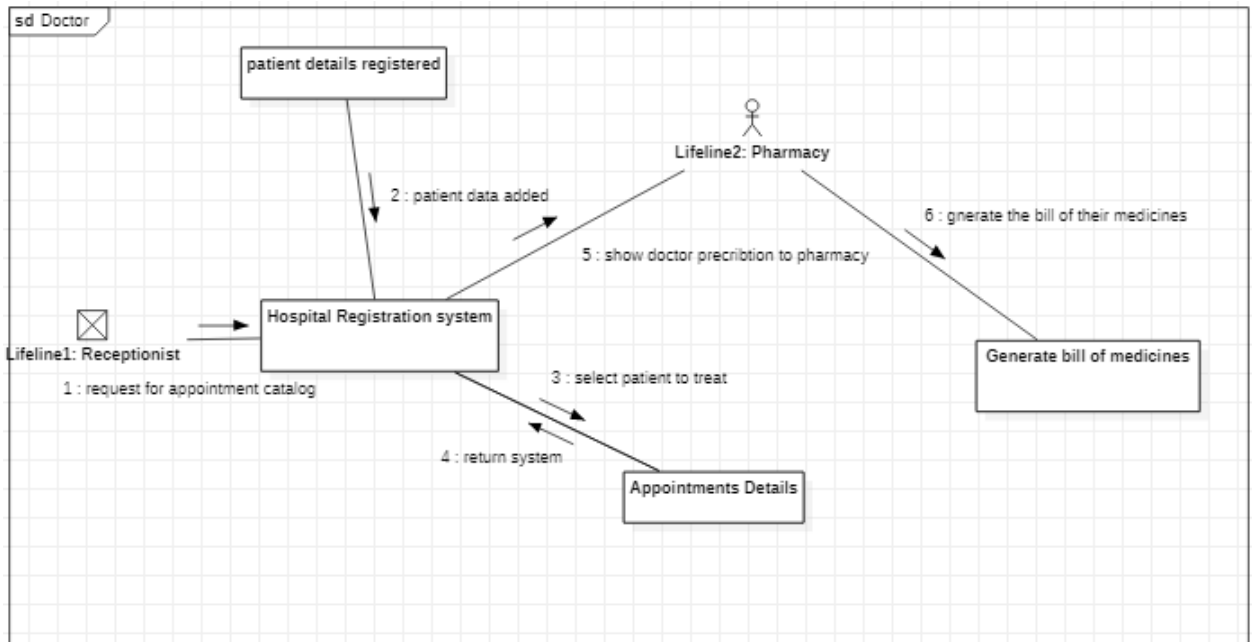 sd Doctor
patient details registered
Lifeline2: Pharmacy
2 : patient data added
6 : gnerate the bill of their medicines
5 : show doctor precribtion to pharmacy
Hospital Registration system
Lifeline1: Receptionist
Generate bill of medicines
1 : request for appointment catalog
3 : select patient to treat
4 : return system
Appointments Details